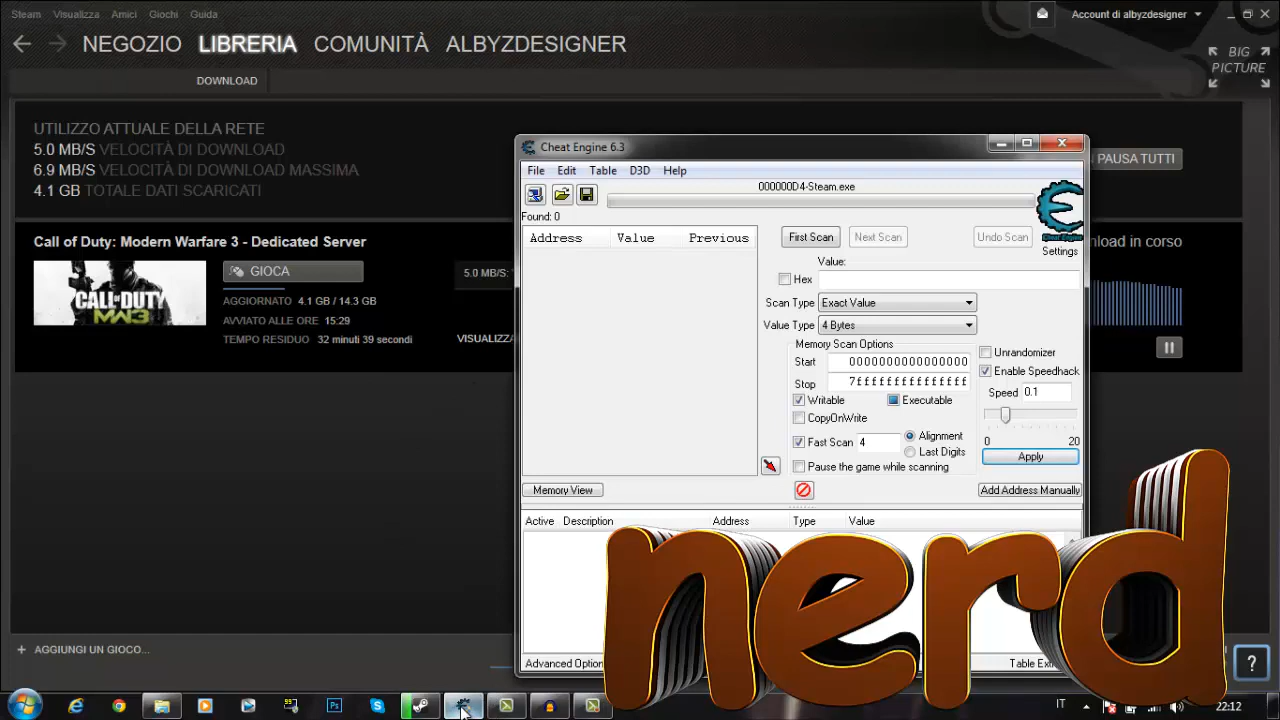 Steam Visualizza Amici Giochi Guida
Account di albyzdesigner
NEGOZIO LIBRERIA COMUNITÀ ALBYZDESIGNER
BIG
PICTURE
DOWNLOAD
UTILIZZO ATTUALE DELLA RETE
5.0 MB/S VELOCITÀ DI DOWNLOAD
6.9 MB/S VELOCITÀ DI DOWNLOAD MASSIMA
4.1 GB TOTALE DATI SCARICATI
PAUSA TUTTI
Call of Duty: Modern Warfare 3 - Dedicated Server
nload in corso
CALL OF DUTY
MW3
GIOCA
5.0 MB/S:
AGGIORNATO 4.1 GB / 14.3 GB
AVVIATO ALLE ORE 15:29
TEMPO RESIDUO 32 minuti 39 secondi
VISUALIZZA
Cheat Engine 6.3
File Edit Table D3D Help
000000D4-Steam.exe
Found: 0
Address Value Previous
First Scan Next Scan Undo Scan
Cheat Engine
Settings
Value:
Hex
Scan Type Exact Value
Value Type 4 Bytes
Memory Scan Options
Start 0000000000000000
Stop 7fffffffffffffff
Writable Executable
CopyOnWrite
Fast Scan 4
Alignment
Last Digits
Pause the game while scanning
Unrandomizer
Enable Speedhack
Speed 0.1
0 20
Apply
Memory View
Add Address Manually
Active Description Address Type Value
Advanced Option
Table Ext
nerd
+ AGGIUNGI UN GIOCO...
?
IT
22:12